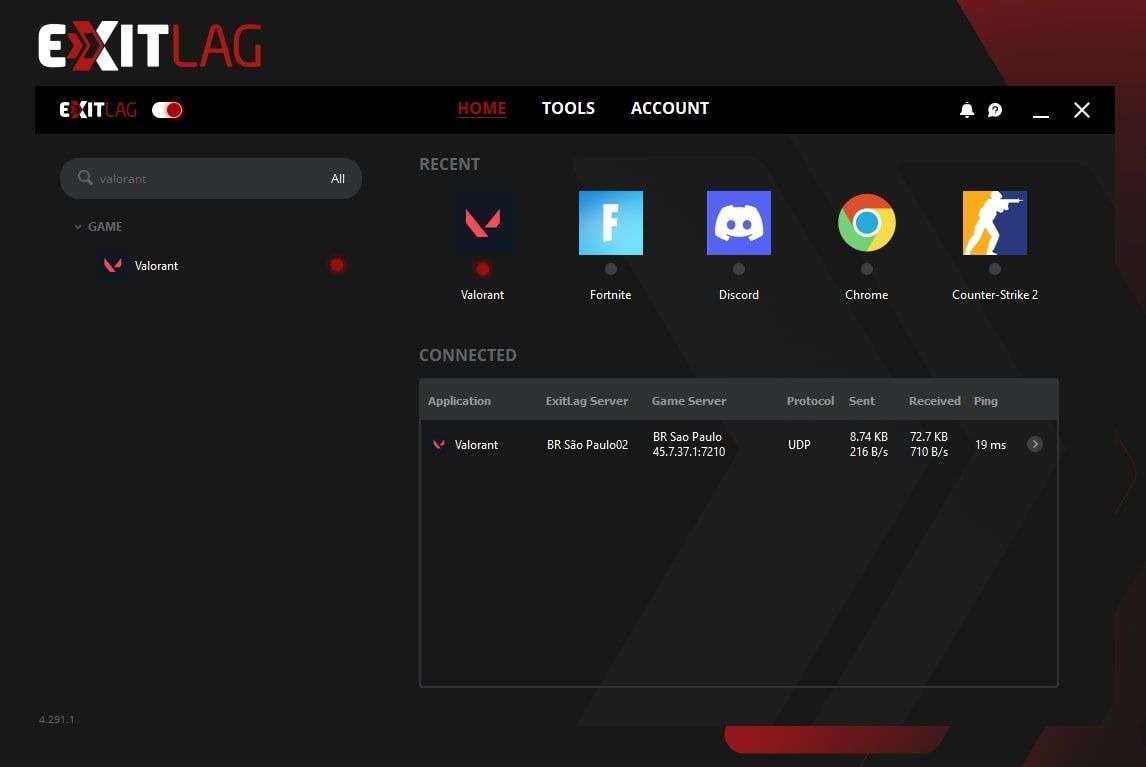 EXITLAG
EXITLAG
HOME TOOLS ACCOUNT
valorant All
GAME
Valorant
RECENT
Valorant Fortnite Discord Chrome Counter-Strike 2
CONNECTED
Application ExitLag Server Game Server Protocol Sent Received Ping
Valorant BR São Paulo02 BR Sao Paulo UDP 8.74 KB 72.7 KB 19 ms
45.7.37.1:7210 216 B/s 710 B/s
4.291.1